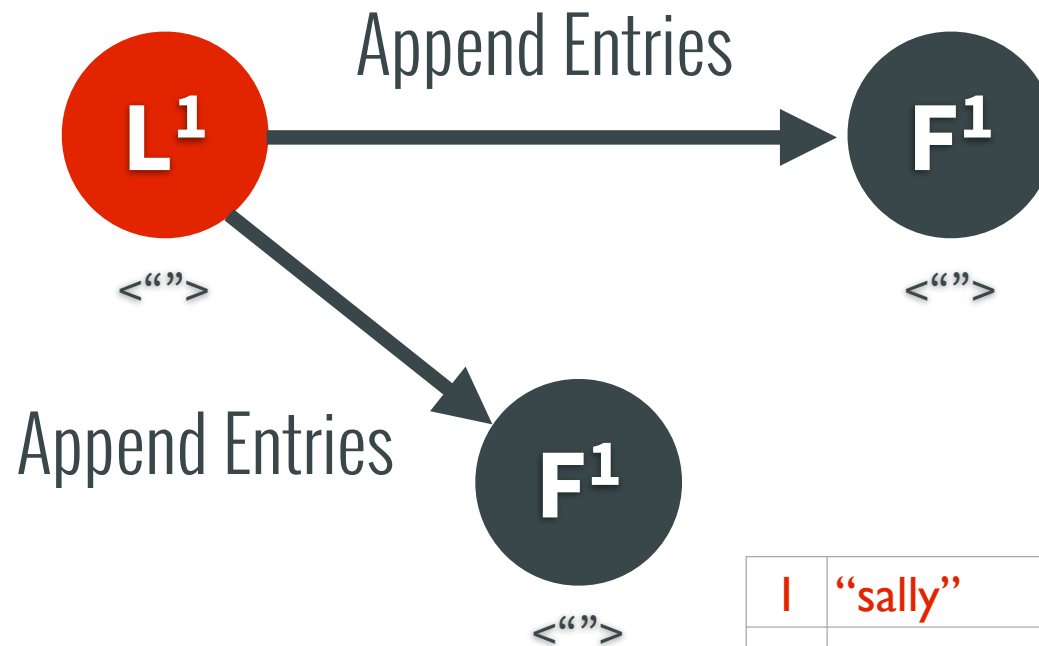 Append Entries
L¹
F¹
<“”>
<“”>
Append Entries
F¹
1 “sally”
<“”>